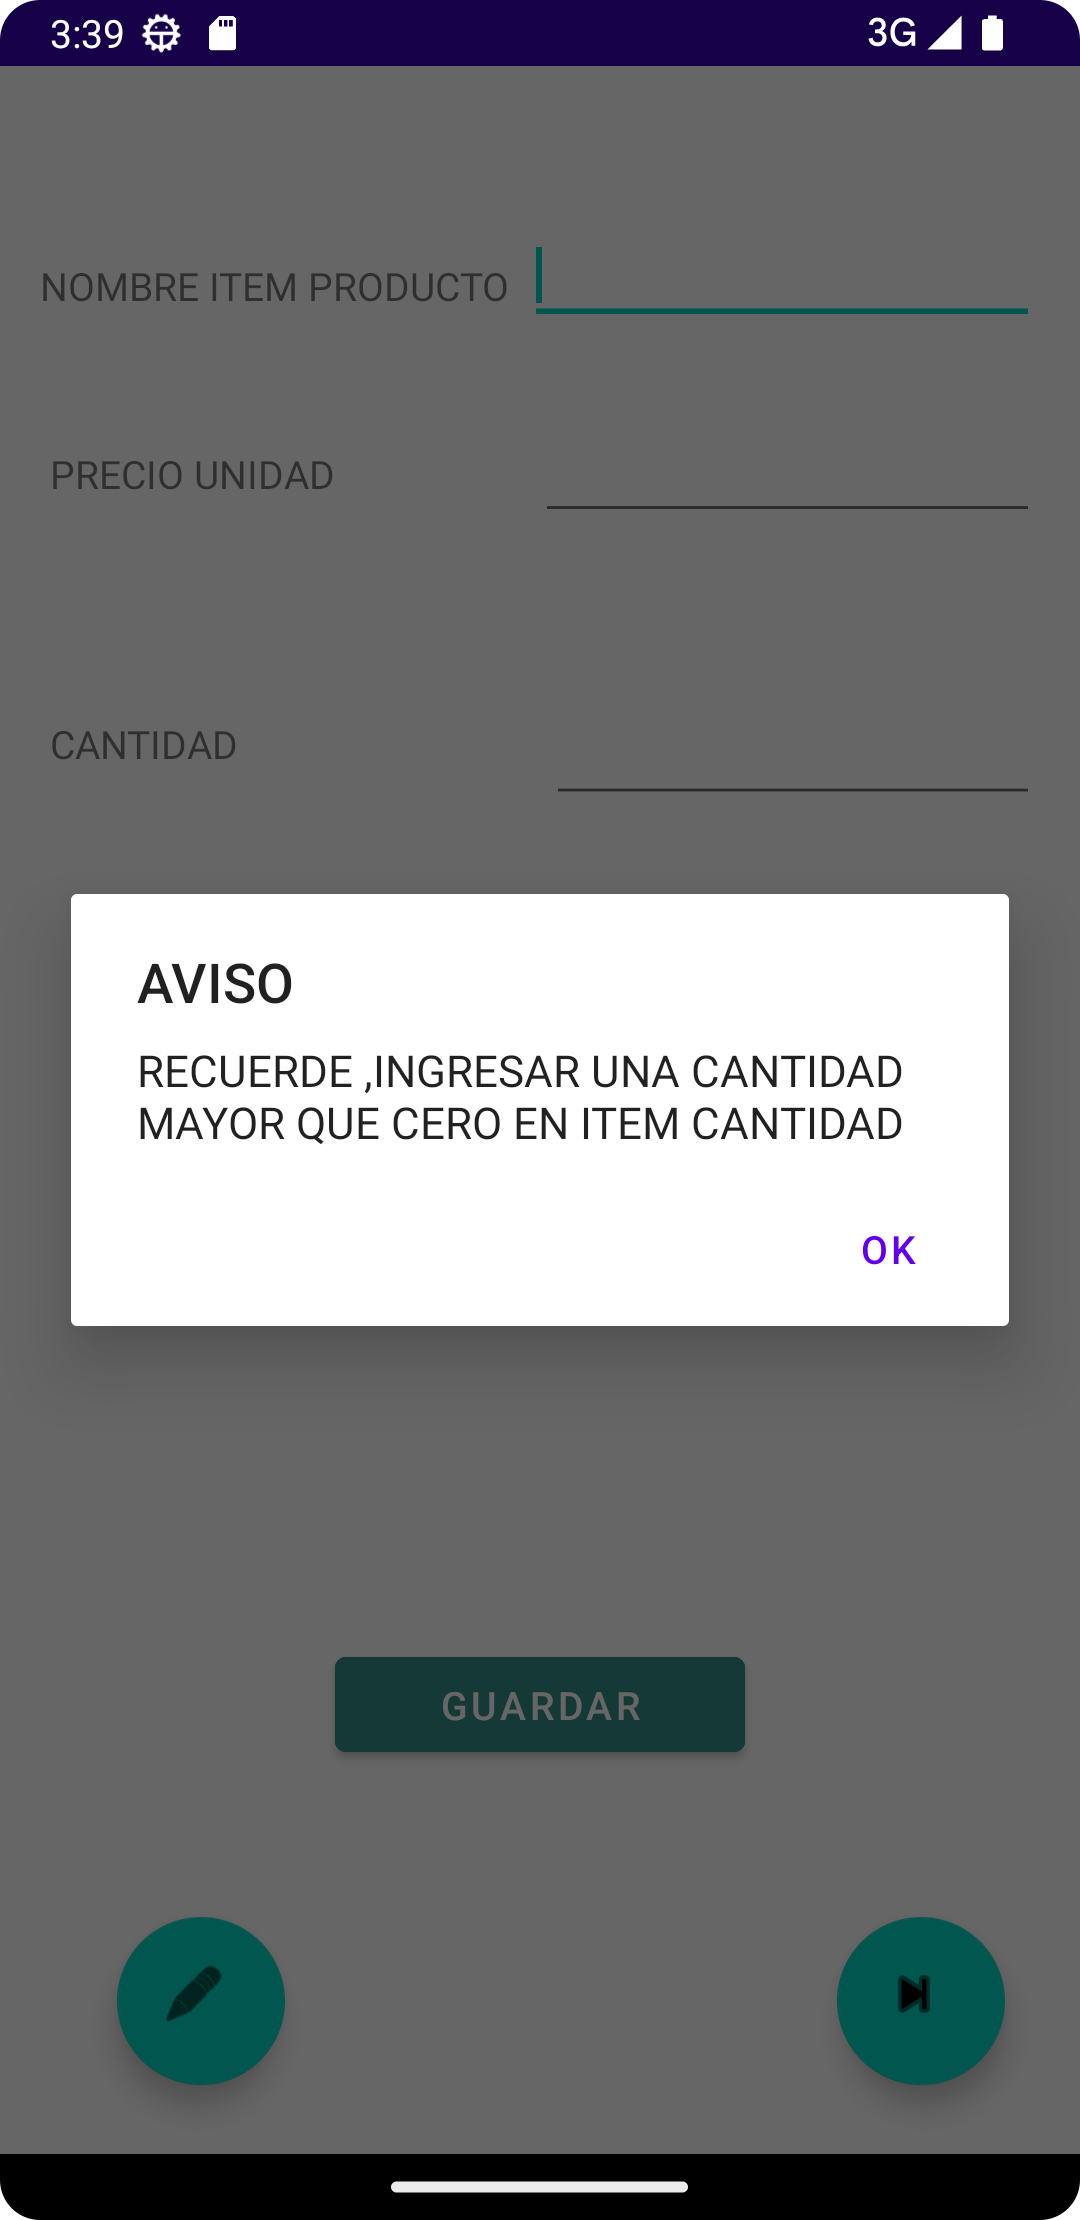 3:39
3G
NOMBRE ITEM PRODUCTO
PRECIO UNIDAD
CANTIDAD
AVISO
RECUERDE ,INGRESAR UNA CANTIDAD
MAYOR QUE CERO EN ITEM CANTIDAD
OK
GUARDAR